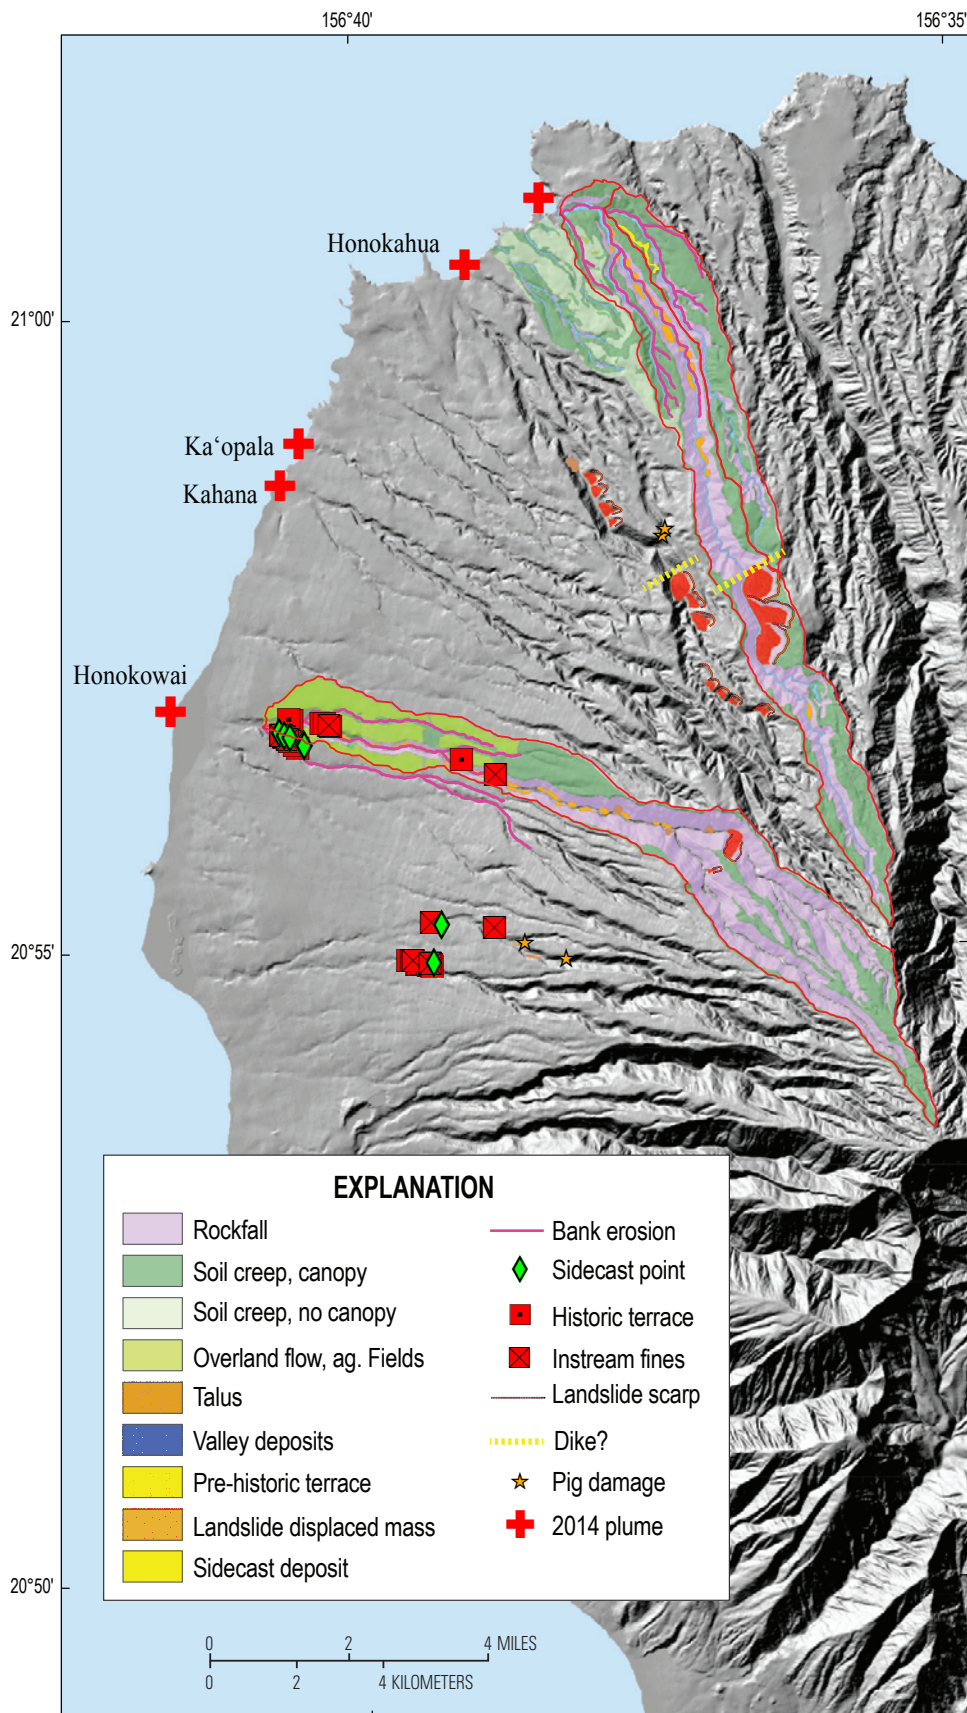 156°40'
156°35'
Honokahua
21°00'
Ka‘opala
Kahana
Honokowai
20°55'
EXPLANATION
Rockfall
Soil creep, canopy
Soil creep, no canopy
Overland flow, ag. Fields
Talus
Valley deposits
Pre-historic terrace
Landslide displaced mass
Sidecast deposit
Bank erosion
Sidecast point
Historic terrace
Instream fines
Landslide scarp
Dike?
Pig damage
2014 plume
20°50'
0 2 4 MILES
0 2 4 KILOMETERS